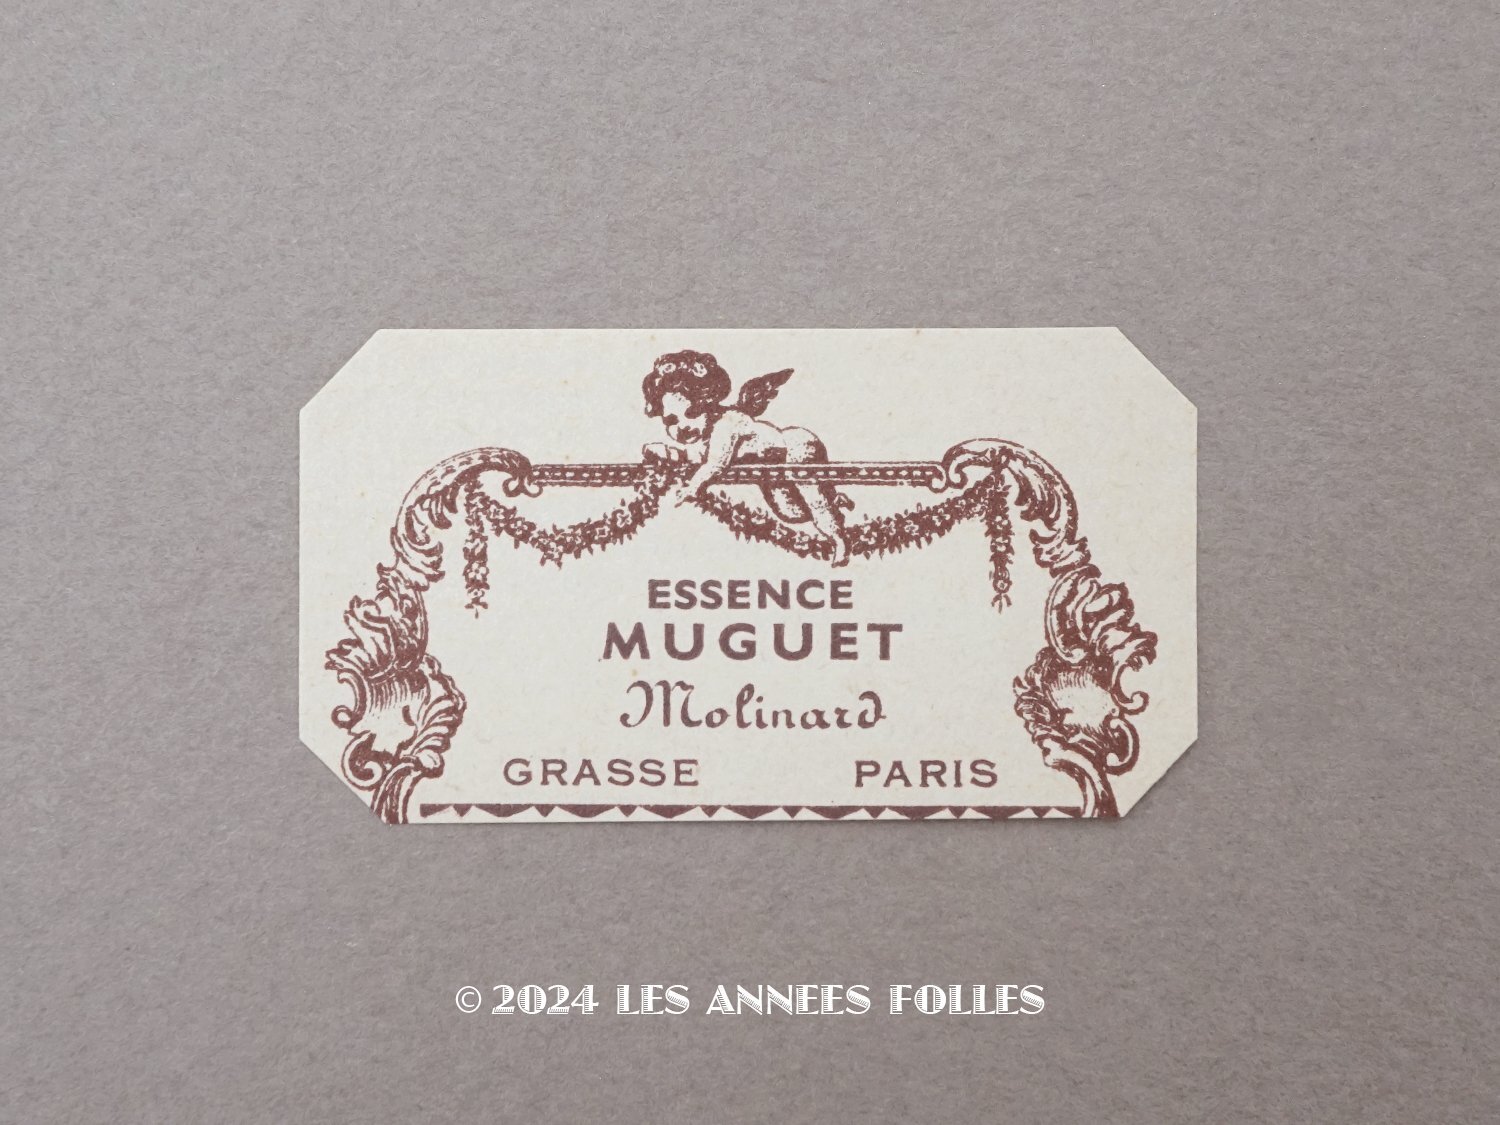 ESSENCE
MUGUET
Molinard
GRASSE PARIS
© 2024 LES ANNEES FOLLES